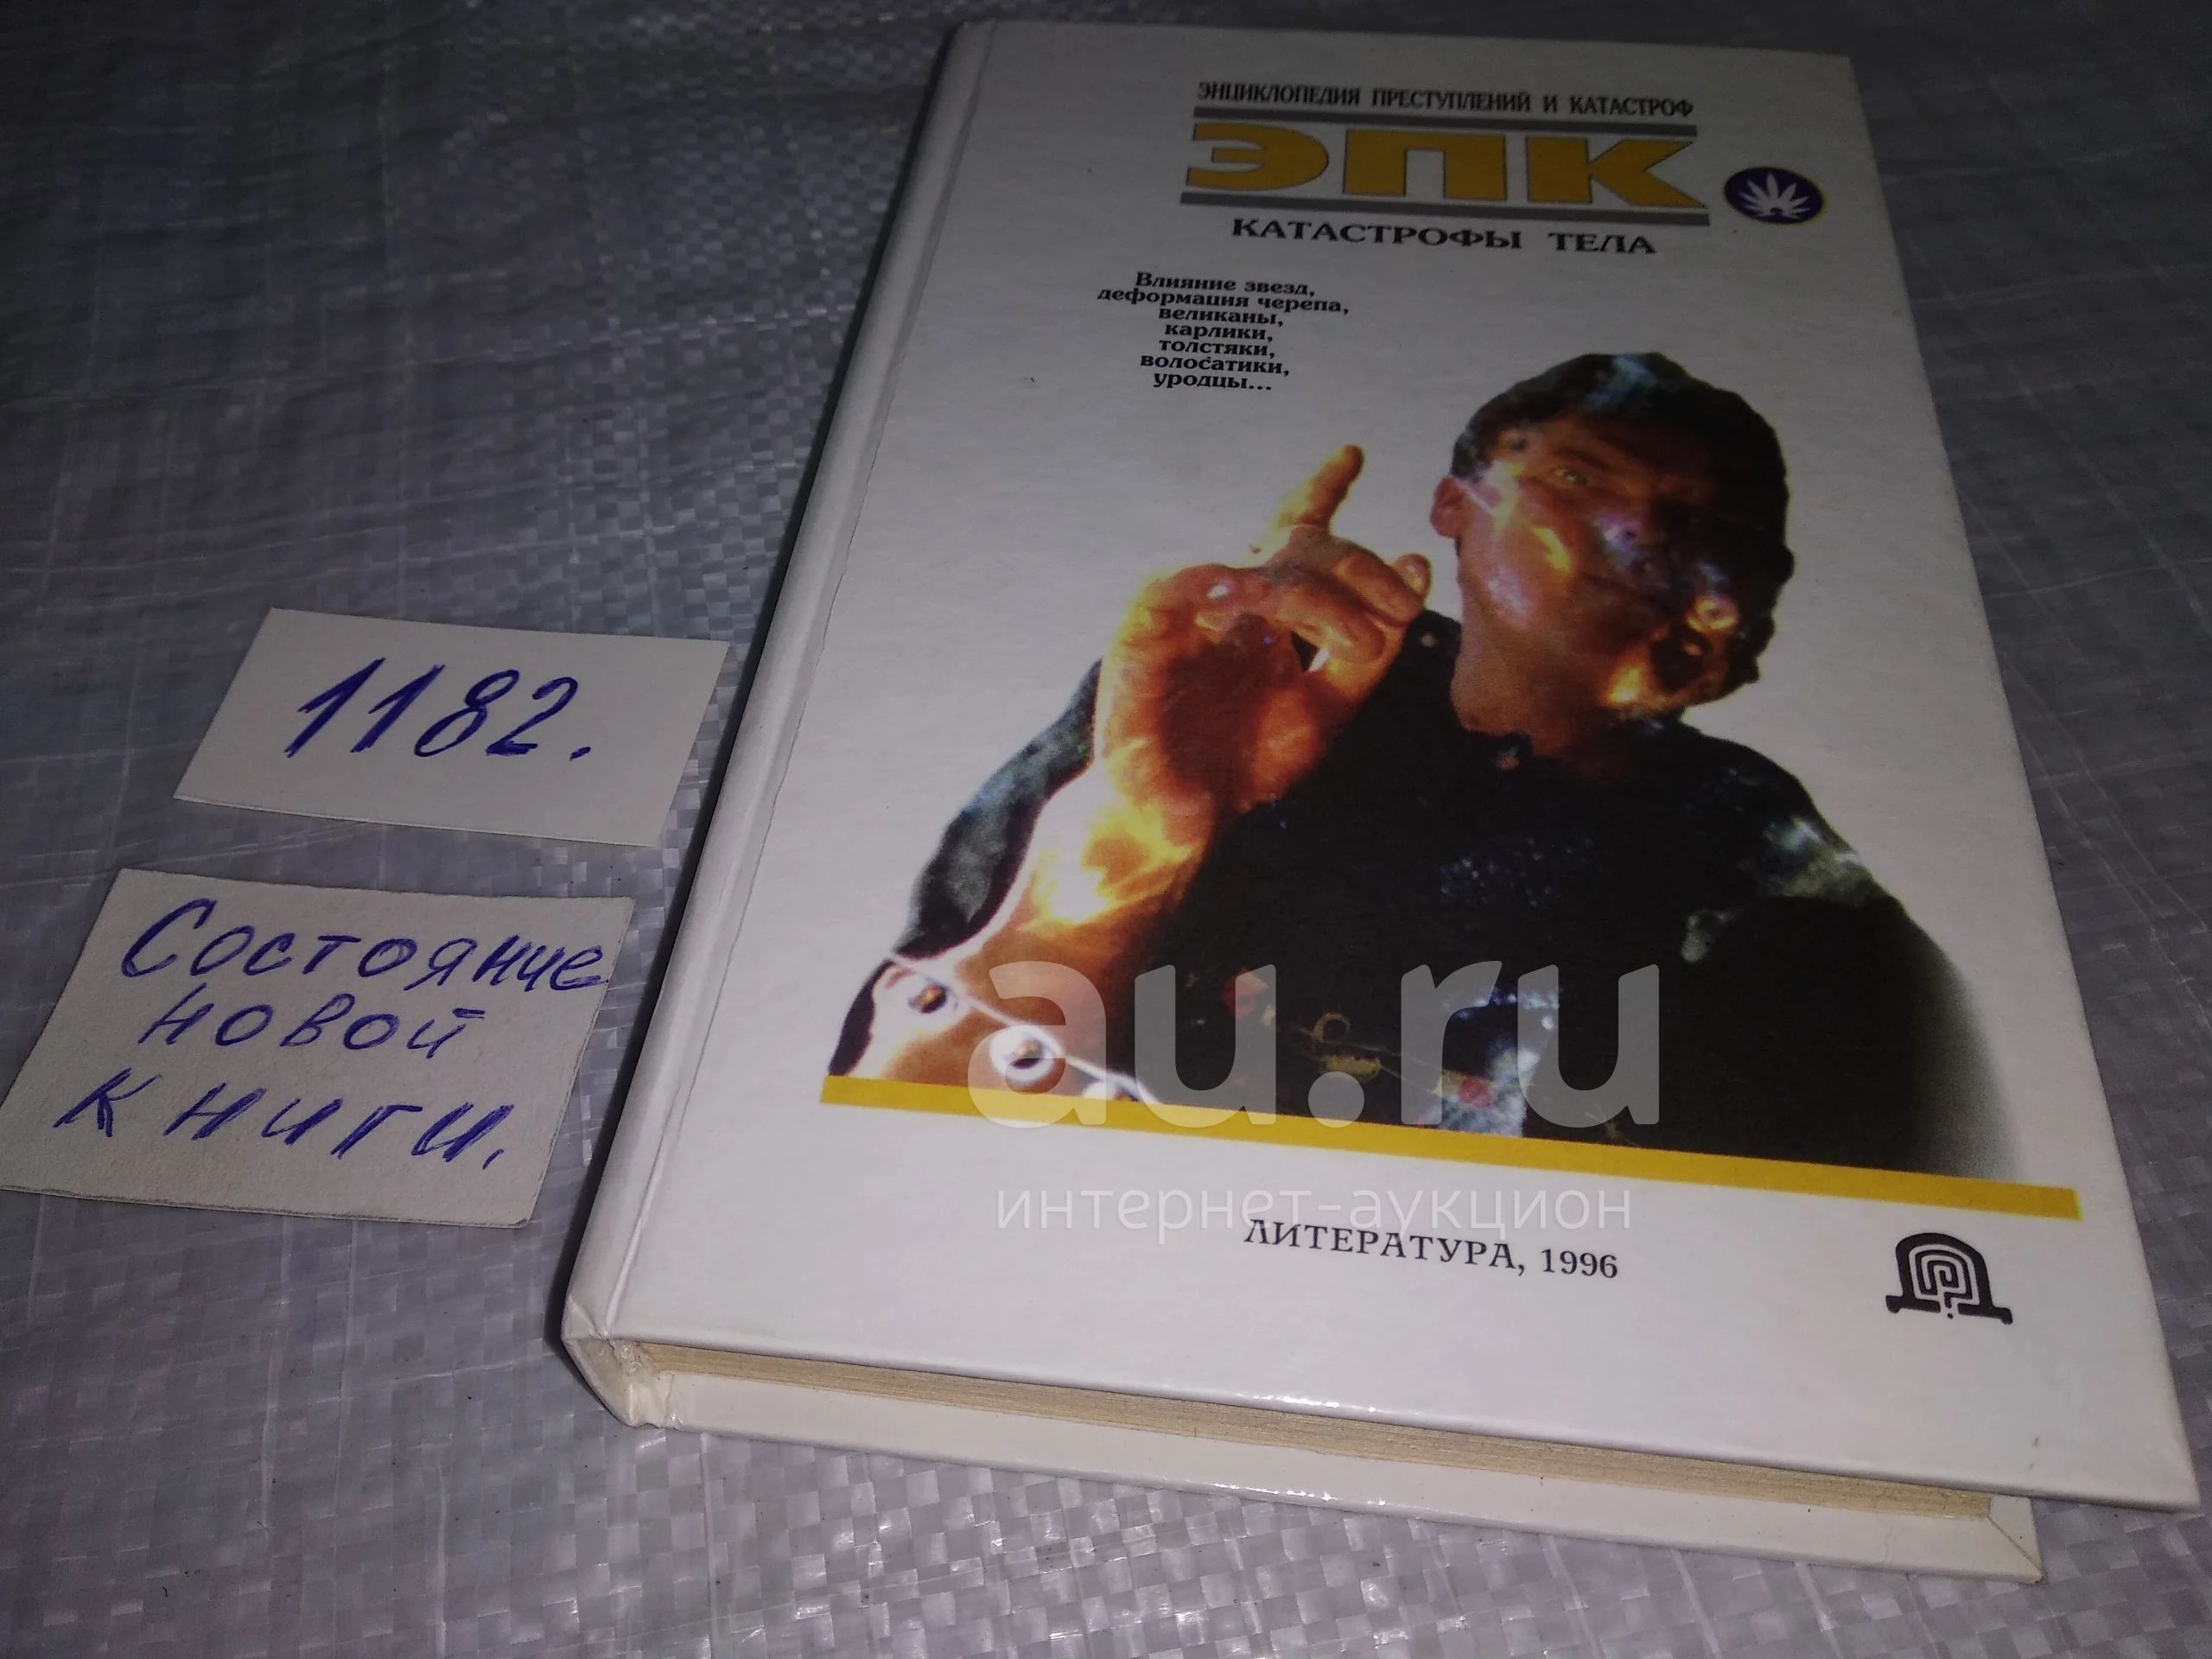 ЭНЦИКЛОПЕДИЯ ПРЕСТУПЛЕНИЙ И КАТАСТРОФ
ЭПК
КАТАСТРОФЫ ТЕЛА
Влияние звезд,
деформация черепа,
великаны,
карлики,
толстяки,
волосатики,
уродцы...
1182.
Состояние
новой
книги.
au.ru
интернет-аукцион
ЛИТЕРАТУРА, 1996